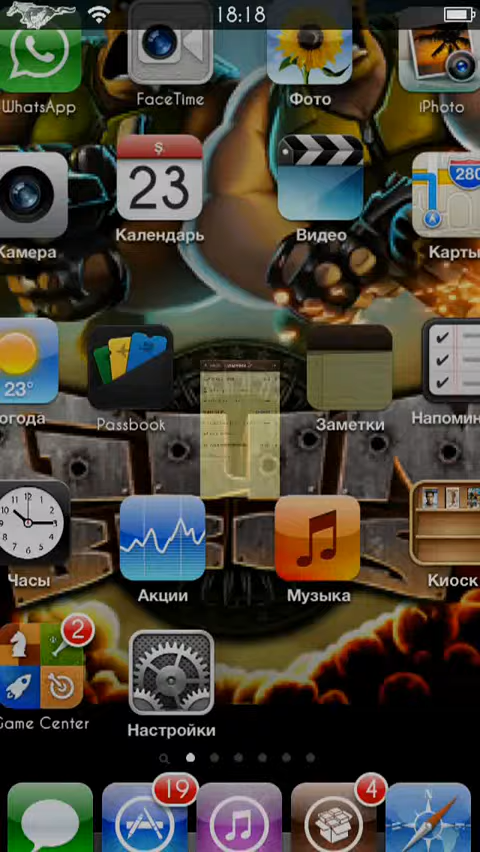 18:18
WhatsApp
FaceTime
Фото
iPhoto
Ş
23
280
Камера
Календарь
Видео
Карты
23°
огода
Passbook
Заметки
Напомин
12
Часы
Акции
Музыка
Киоск
2
Game Center
Настройки
19
4
N